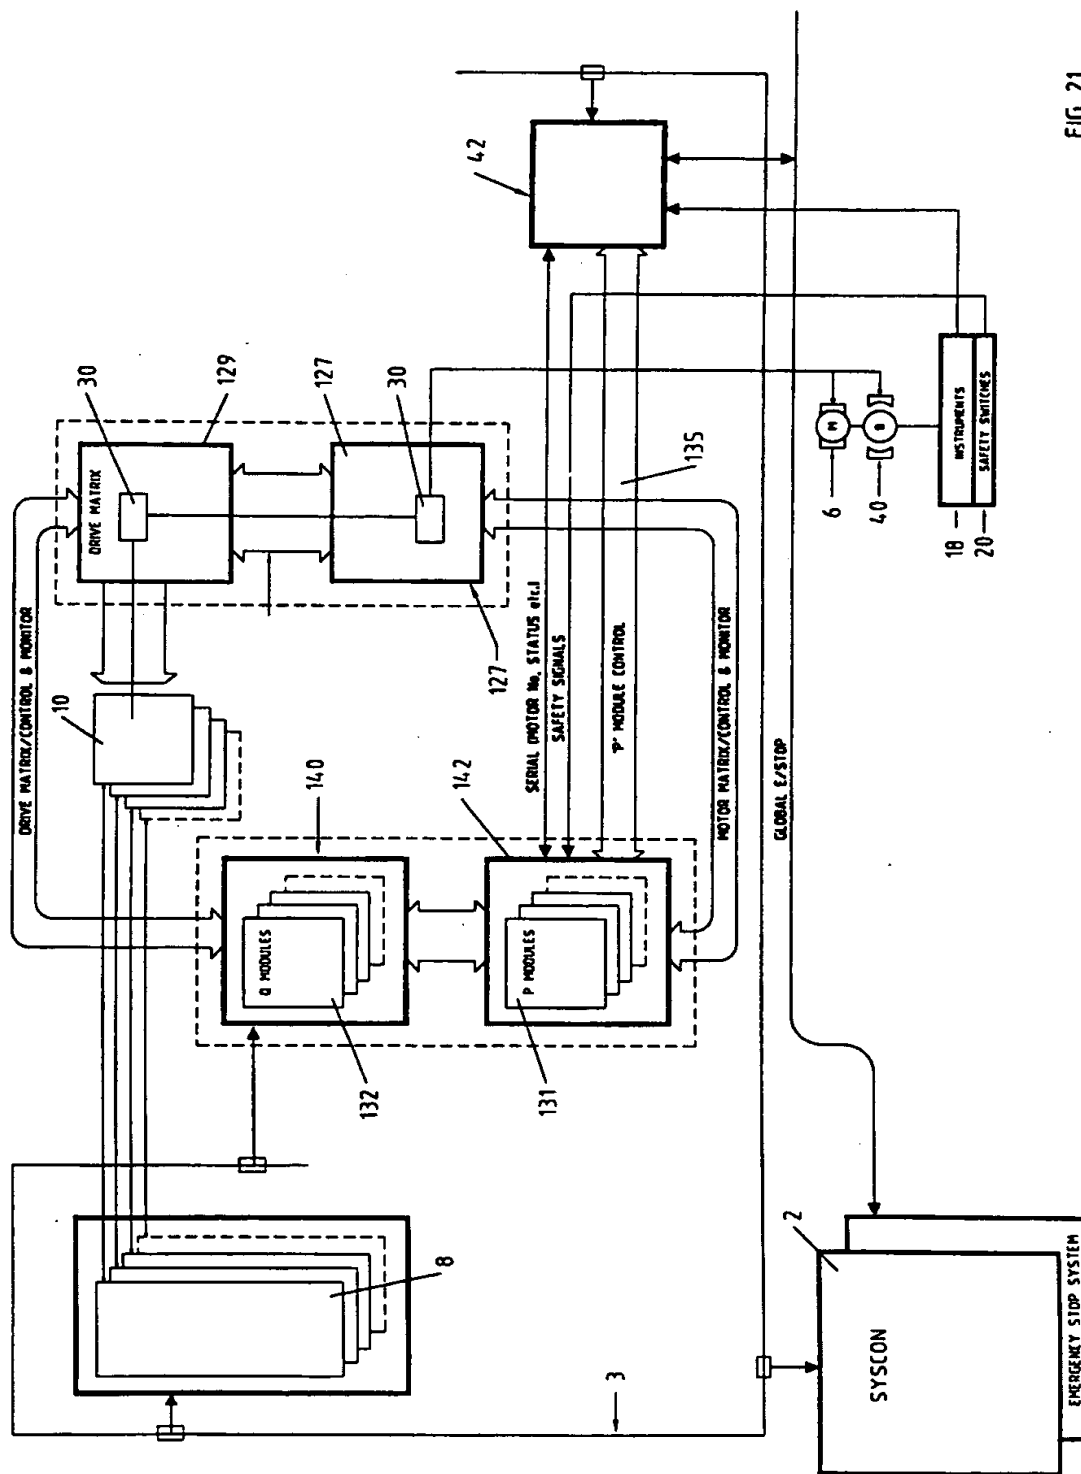 DRIVE MATRIX/CONTROL & MONITOR
10
30
129
DRIVE MATRIX
127
30
127
140
Q MODULES
132
142
P MODULES
131
8
SERIAL (MOTOR No. STATUS etc.)
SAFETY SIGNALS
'P' MODULE CONTROL
135
MOTOR MATRIX/CONTROL & MONITOR
GLOBAL E/STOP
42
M
B
6
40
INSTRUMENTS
SAFETY SWITCHES
18
20
3
2
SYSCON
EMERGENCY STOP SYSTEM
FIG. 21